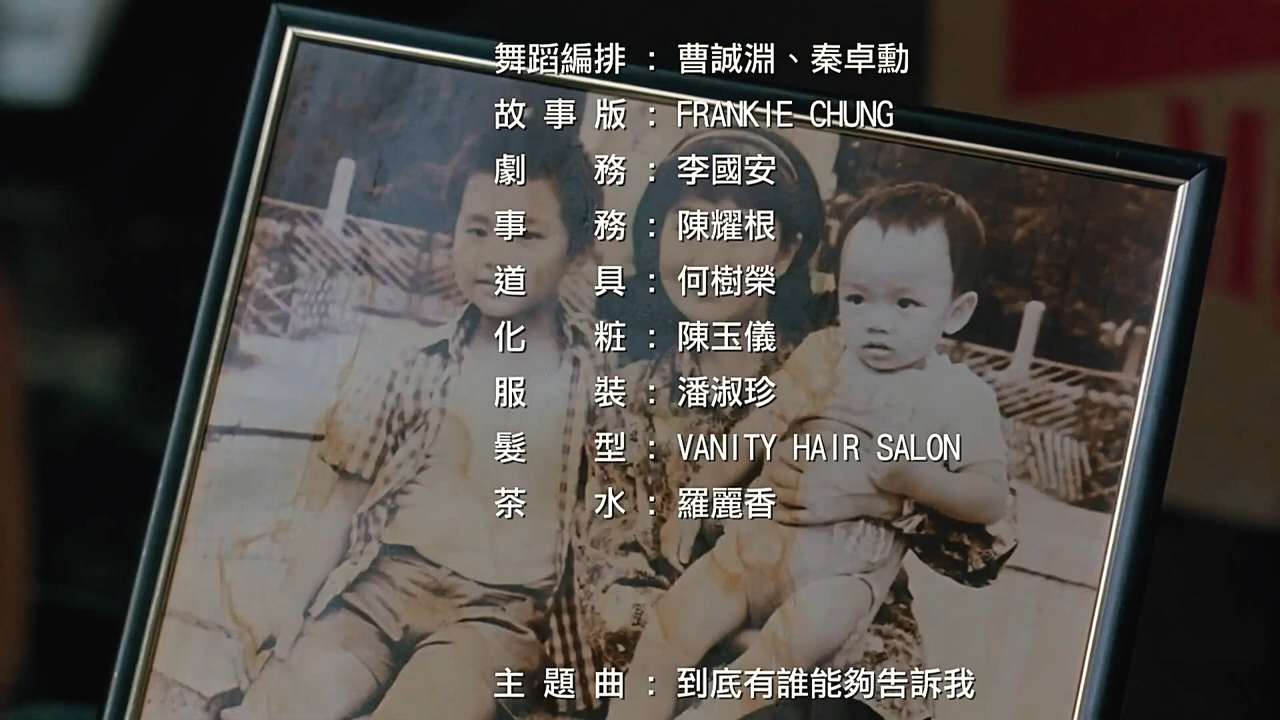 舞蹈編排：曹誠淵、秦卓勳
故事版：FRANKIE CHUNG
劇務：李國安
事務：陳耀根
道具：何樹榮
化粧：陳玉儀
服裝：潘淑珍
髮型：VANITY HAIR SALON
茶水：羅麗香
主題曲：到底有誰能夠告訴我